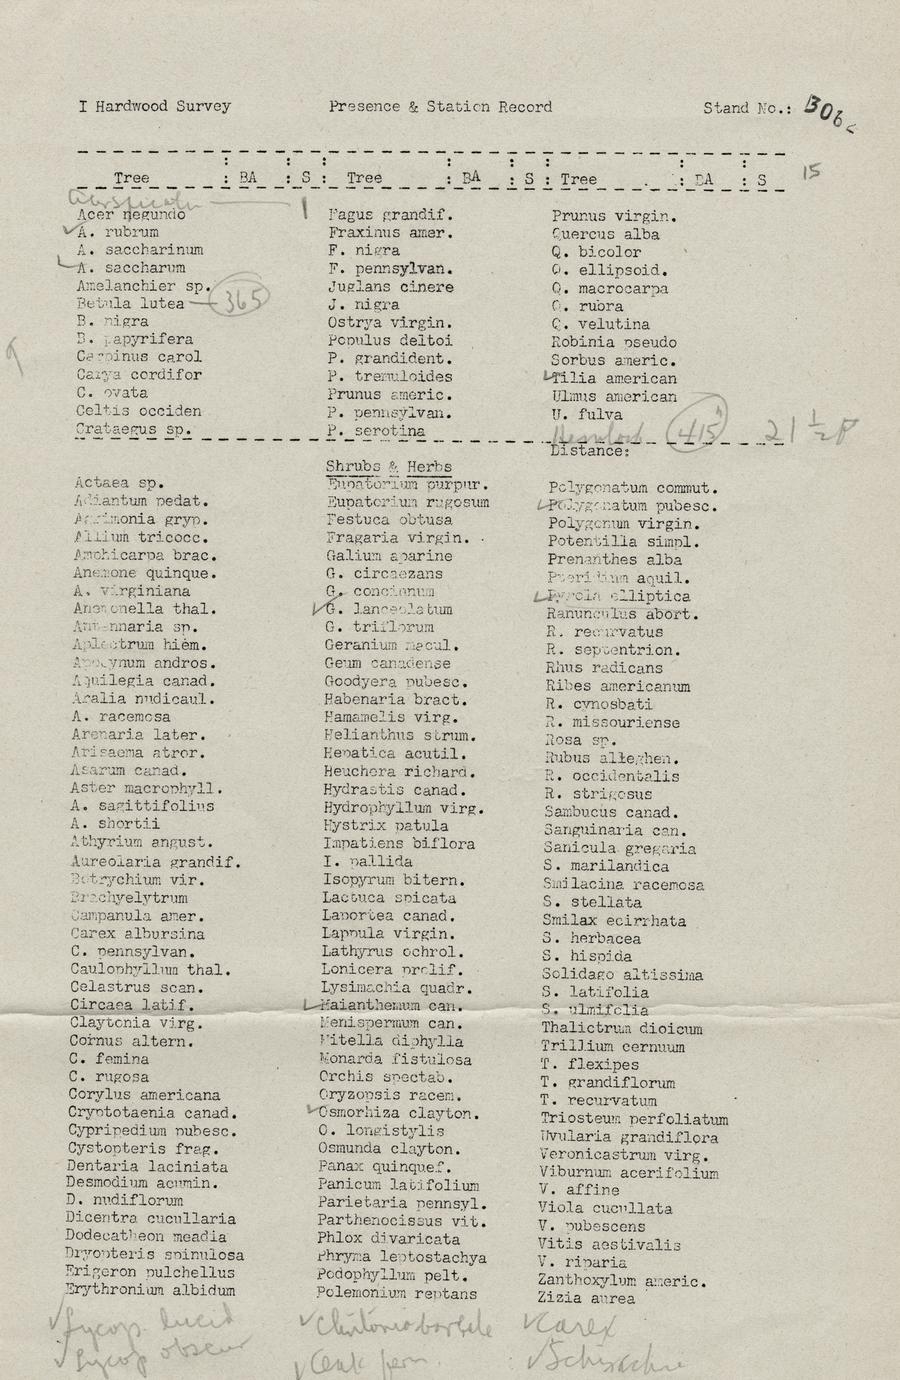 I Hardwood Survey Presence & Station Record Stand No.: B06
Tree : BA : S : Tree : BA : S : Tree : BA : S 15
Acer negundo
A. rubrum
A. saccharinum
A. saccharum
Amelanchier sp.
Betula lutea 365
B. nigra
B. papyrifera
Carpinus carol
Carya cordifor
C. ovata
Celtis occiden
Crataegus sp.
Fagus grandif.
Fraxinus amer.
F. nigra
F. pennsylvan.
Juglans cinere
J. nigra
Ostrya virgin.
Populus deltoi
P. grandident.
P. tremuloides
Prunus americ.
P. pennsylvan.
P. serotina
Prunus virgin.
Quercus alba
Q. bicolor
Q. ellipsoid.
Q. macrocarpa
Q. rubra
Q. velutina
Robinia pseudo
Sorbus americ.
Tilia american
Ulmus american
U. fulva
Hemlock 415 21 ½ P
Distance:
Shrubs & Herbs
Actaea sp.
Adiantum pedat.
Agrimonia gryp.
Allium tricocc.
Amphicarpa brac.
Anemone quinque.
A. virginiana
Anemonella thal.
Antennaria sp.
Aplectrum hiem.
Apocynum andros.
Aquilegia canad.
Aralia nudicaul.
A. racemosa
Arenaria later.
Arisaema atror.
Asarum canad.
Aster macrophyll.
A. sagittifolius
A. shortii
Athyrium angust.
Aureolaria grandif.
Botrychium vir.
Brachyelytrum
Campanula amer.
Carex albursina
C. pennsylvan.
Caulophyllum thal.
Celastrus scan.
Circaea latif.
Claytonia virg.
Cornus altern.
C. femina
C. rugosa
Corylus americana
Cryptotaenia canad.
Cypripedium pubesc.
Cystopteris frag.
Dentaria laciniata
Desmodium acumin.
D. nudiflorum
Dicentra cucullaria
Dodecatheon meadia
Dryopteris spinulosa
Erigeron pulchellus
Erythronium albidum
Eupatorium purpur.
Eupatorium rugosum
Festuca obtusa
Fragaria virgin.
Galium aparine
G. circaezans
G. concinnum
G. lanceolatum
G. triflorum
Geranium macul.
Geum canadense
Goodyera pubesc.
Habenaria bract.
Hamamelis virg.
Helianthus strum.
Hepatica acutil.
Heuchera richard.
Hydrastis canad.
Hydrophyllum virg.
Hystrix patula
Impatiens biflora
I. pallida
Isopyrum bitern.
Lactuca spicata
Laportea canad.
Lappula virgin.
Lathyrus ochrol.
Lonicera prolif.
Lysimachia quadr.
Maianthemum can.
Menispermum can.
Mitella diphylla
Monarda fistulosa
Orchis spectab.
Oryzopsis racem.
Osmorhiza clayton.
O. longistylis
Osmunda clayton.
Panax quinquef.
Panicum latifolium
Parietaria pennsyl.
Parthenocissus vit.
Phlox divaricata
Phryma leptostachya
Podophyllum pelt.
Polemonium reptans
Polygonatum commut.
Polygonatum pubesc.
Polygonum virgin.
Potentilla simpl.
Prenanthes alba
Pteridium aquil.
Pyrola elliptica
Ranunculus abort.
R. recurvatus
R. septentrion.
Rhus radicans
Ribes americanum
R. cynosbati
R. missouriense
Rosa sp.
Rubus alleghen.
R. occidentalis
R. strigosus
Sambucus canad.
Sanguinaria can.
Sanicula gregaria
S. marilandica
Smilacina racemosa
S. stellata
Smilax ecirrhata
S. herbacea
S. hispida
Solidago altissima
S. latifolia
S. ulmifolia
Thalictrum dioicum
Trillium cernuum
T. flexipes
T. grandiflorum
T. recurvatum
Triosteum perfoliatum
Uvularia grandiflora
Veronicastrum virg.
Viburnum acerifolium
V. affine
Viola cucullata
V. pubescens
Vitis aestivalis
V. riparia
Zanthoxylum americ.
Zizia aurea
Lycop. lucid
Lycop obscur
Clintonia boreale
Oak fern.
Carex